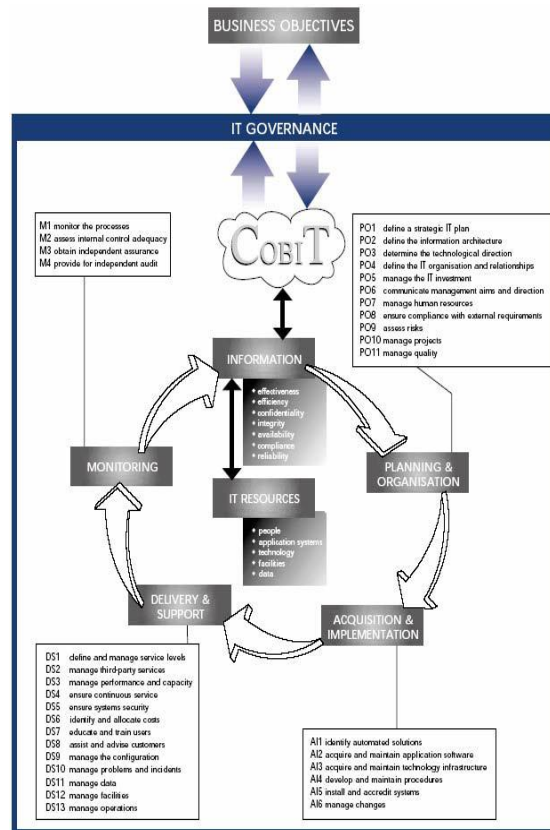 BUSINESS OBJECTIVES
IT GOVERNANCE
COBIT
M1 monitor the processes
M2 assess internal control adequacy
M3 obtain independent assurance
M4 provide for independent audit
PO1 define a strategic IT plan
PO2 define the information architecture
PO3 determine the technological direction
PO4 define the IT organisation and relationships
PO5 manage the IT investment
PO6 communicate management aims and direction
PO7 manage human resources
PO8 ensure compliance with external requirements
PO9 assess risks
PO10 manage projects
PO11 manage quality
INFORMATION
• effectiveness
• efficiency
• confidentiality
• integrity
• availability
• compliance
• reliability
MONITORING
PLANNING &
ORGANISATION
IT RESOURCES
• people
• application systems
• technology
• facilities
• data
DELIVERY &
SUPPORT
ACQUISITION &
IMPLEMENTATION
DS1 define and manage service levels
DS2 manage third-party services
DS3 manage performance and capacity
DS4 ensure continuous service
DS5 ensure systems security
DS6 identify and allocate costs
DS7 educate and train users
DS8 assist and advise customers
DS9 manage the configuration
DS10 manage problems and incidents
DS11 manage data
DS12 manage facilities
DS13 manage operations
AI1 identify automated solutions
AI2 acquire and maintain application software
AI3 acquire and maintain technology infrastructure
AI4 develop and maintain procedures
AI5 install and accredit systems
AI6 manage changes